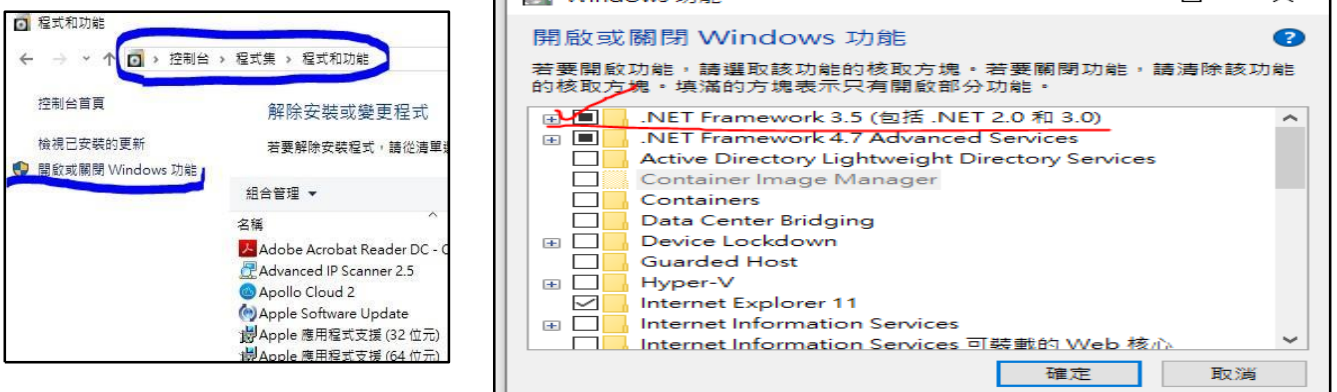 程式和功能
控制台 › 程式集 › 程式和功能
控制台首頁
檢視已安裝的更新
開啟或關閉 Windows 功能
解除安裝或變更程式
若要解除安裝程式，請從清單
組合管理
名稱
Adobe Acrobat Reader DC -
Advanced IP Scanner 2.5
Apollo Cloud 2
Apple Software Update
Apple 應用程式支援 (32 位元)
Apple 應用程式支援 (64 位元)
Windows 功能
開啟或關閉 Windows 功能
若要開啟功能，請選取該功能的核取方塊。若要關閉功能，請清除該功能
的核取方塊。填滿的方塊表示只有開啟部分功能。
.NET Framework 3.5 (包括 .NET 2.0 和 3.0)
.NET Framework 4.7 Advanced Services
Active Directory Lightweight Directory Services
Container Image Manager
Containers
Data Center Bridging
Device Lockdown
Guarded Host
Hyper-V
Internet Explorer 11
Internet Information Services
Internet Information Services 可裝載的 Web 核心
確定
取消